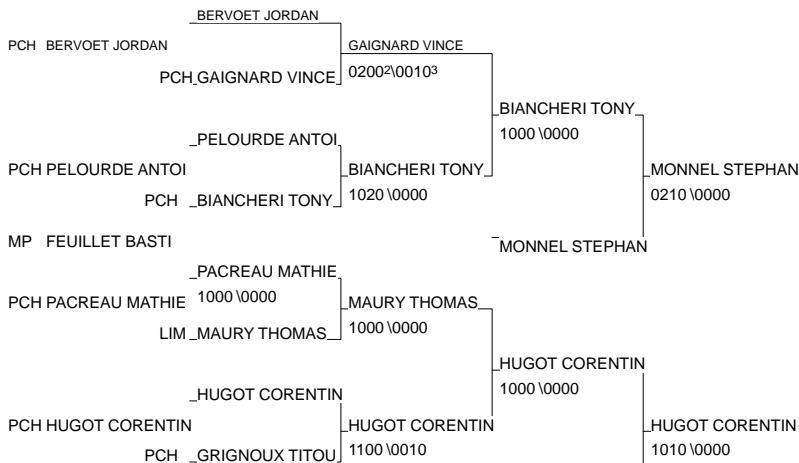 BERVOET JORDAN
PCH BERVOET JORDAN
GAIGNARD VINCE
PCH GAIGNARD VINCE
0200²\0010³
BIANCHERI TONY
1000 \0000
PELOURDE ANTOI
PCH PELOURDE ANTOI
BIANCHERI TONY
MONNEL STEPHAN
PCH BIANCHERI TONY
1020 \0000
0210 \0000
MP FEUILLET BASTI
MONNEL STEPHAN
PACREAU MATHIE
PCH PACREAU MATHIE
1000 \0000
MAURY THOMAS
LIM MAURY THOMAS
1000 \0000
HUGOT CORENTIN
1000 \0000
HUGOT CORENTIN
PCH HUGOT CORENTIN
HUGOT CORENTIN
HUGOT CORENTIN
PCH GRIGNOUX TITOU
1100 \0010
1010 \0000